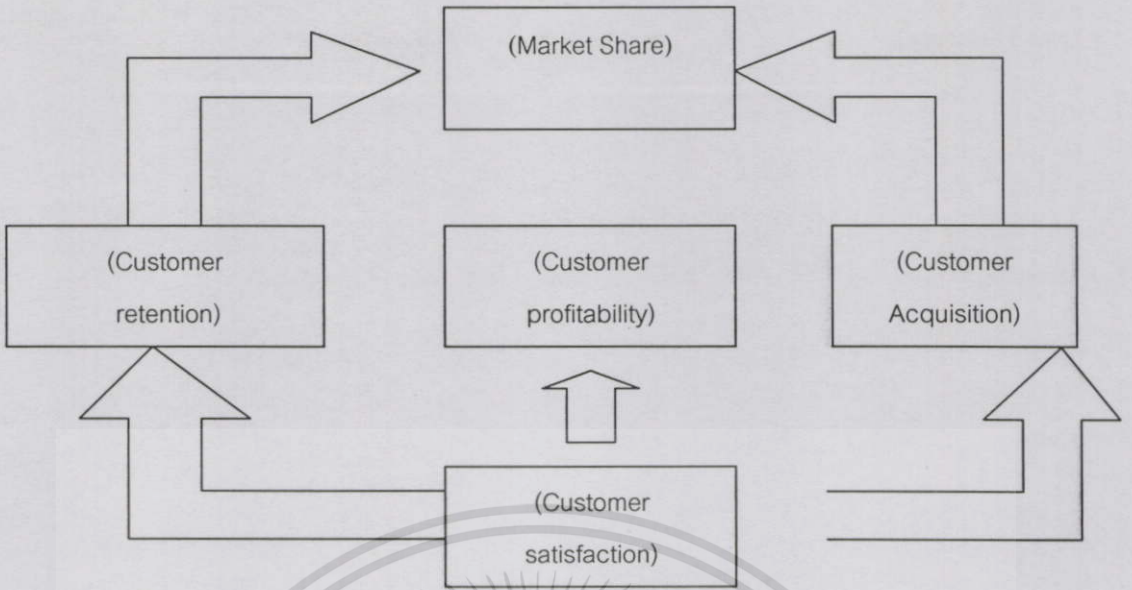 (Market Share)
(Customer
retention)
(Customer
profitability)
(Customer
Acquisition)
(Customer
satisfaction)